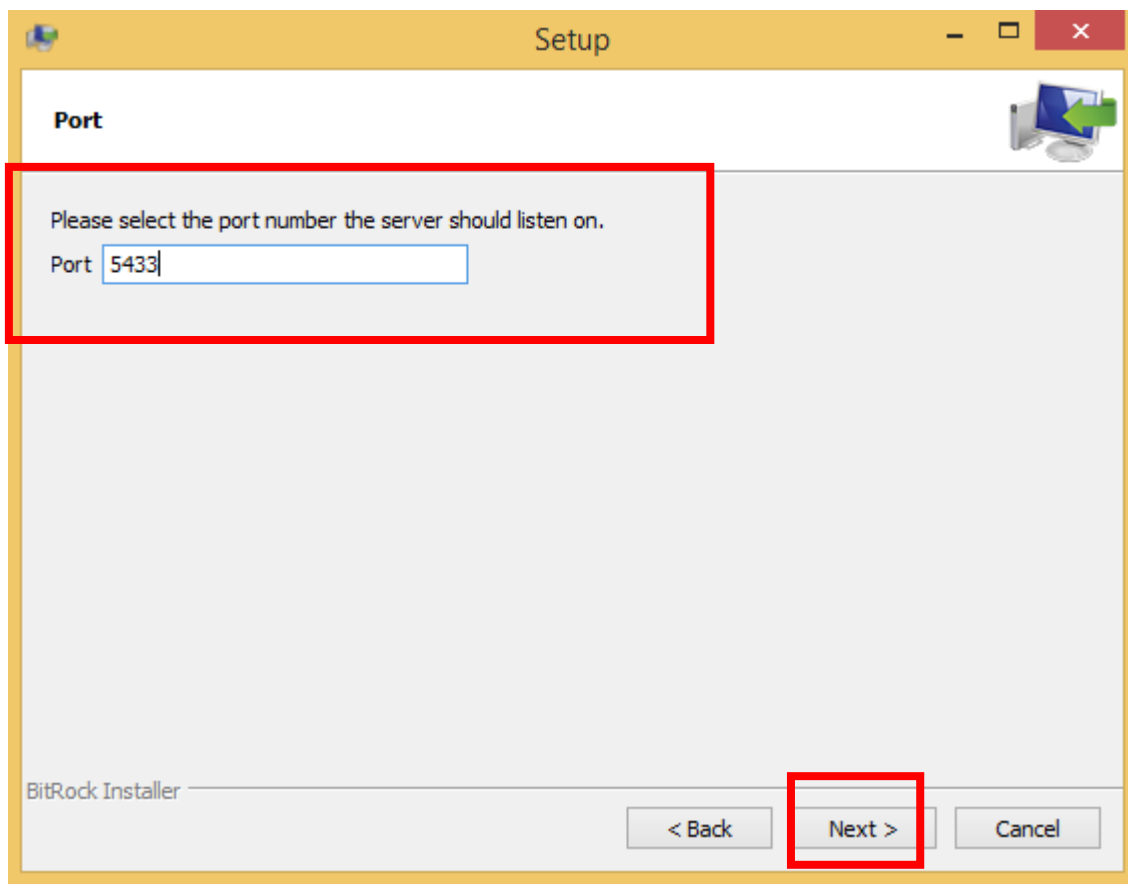 Setup
Port
Please select the port number the server should listen on.
Port 5433
BitRock Installer
< Back Next > Cancel